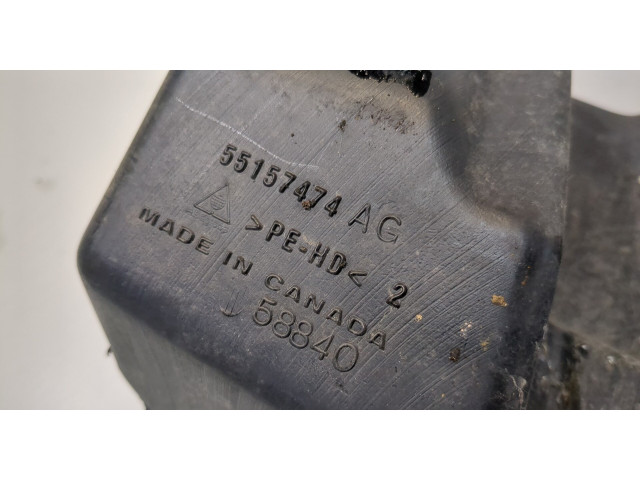 55157474 AG
>PE-HD< 2
MADE IN CANADA
↓ 58840